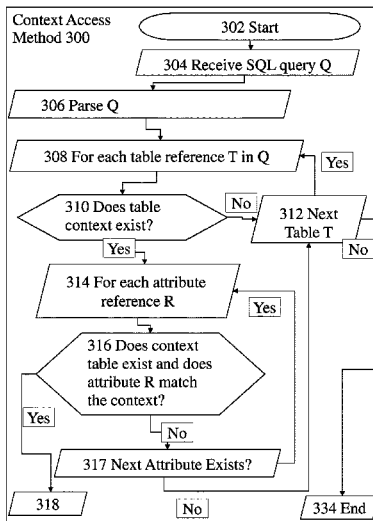 Context Access
Method 300
302 Start
304 Receive SQL query Q
306 Parse Q
308 For each table reference T in Q
Yes
310 Does table
context exist?
No
312 Next
Table T
No
Yes
314 For each attribute
reference R
Yes
316 Does context
table exist and does
attribute R match
the context?
Yes
No
317 Next Attribute Exists?
318
No
334 End